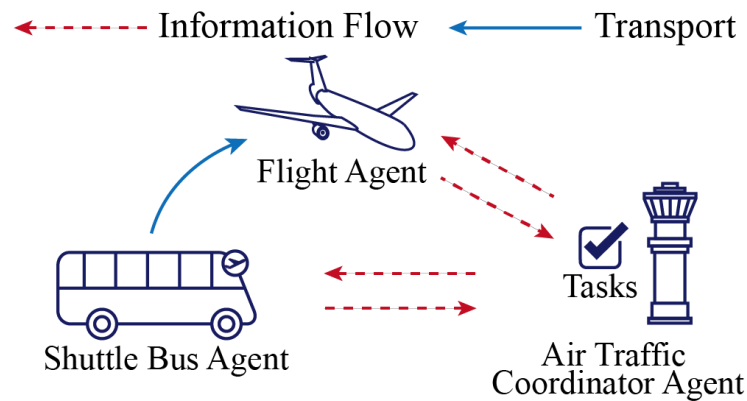 Information Flow
Transport
Flight Agent
Tasks
Shuttle Bus Agent
Air Traffic
Coordinator Agent